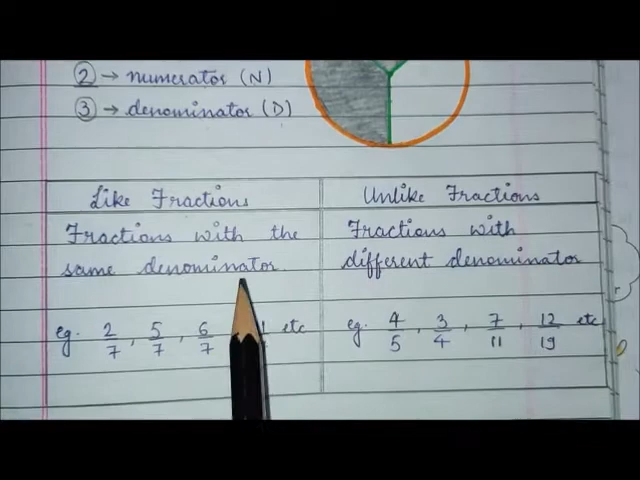 ② → numerator (N)
③ → denominator (D)
Like Fractions
Fractions with the
same denominator.
eg. 2/7, 5/7, 6/7 etc
Unlike Fractions
Fractions with
different denominator
eg. 4/5, 3/4, 7/11, 12/19 etc